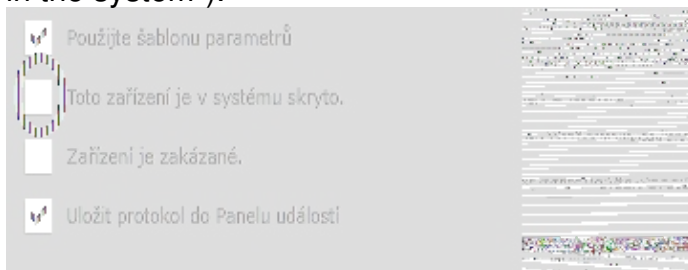 in the system ).
Použijte šablonu parametrů
Toto zařízení je v systému skryto.
Zařízení je zakázané.
Uložit protokol do Panelu událostí